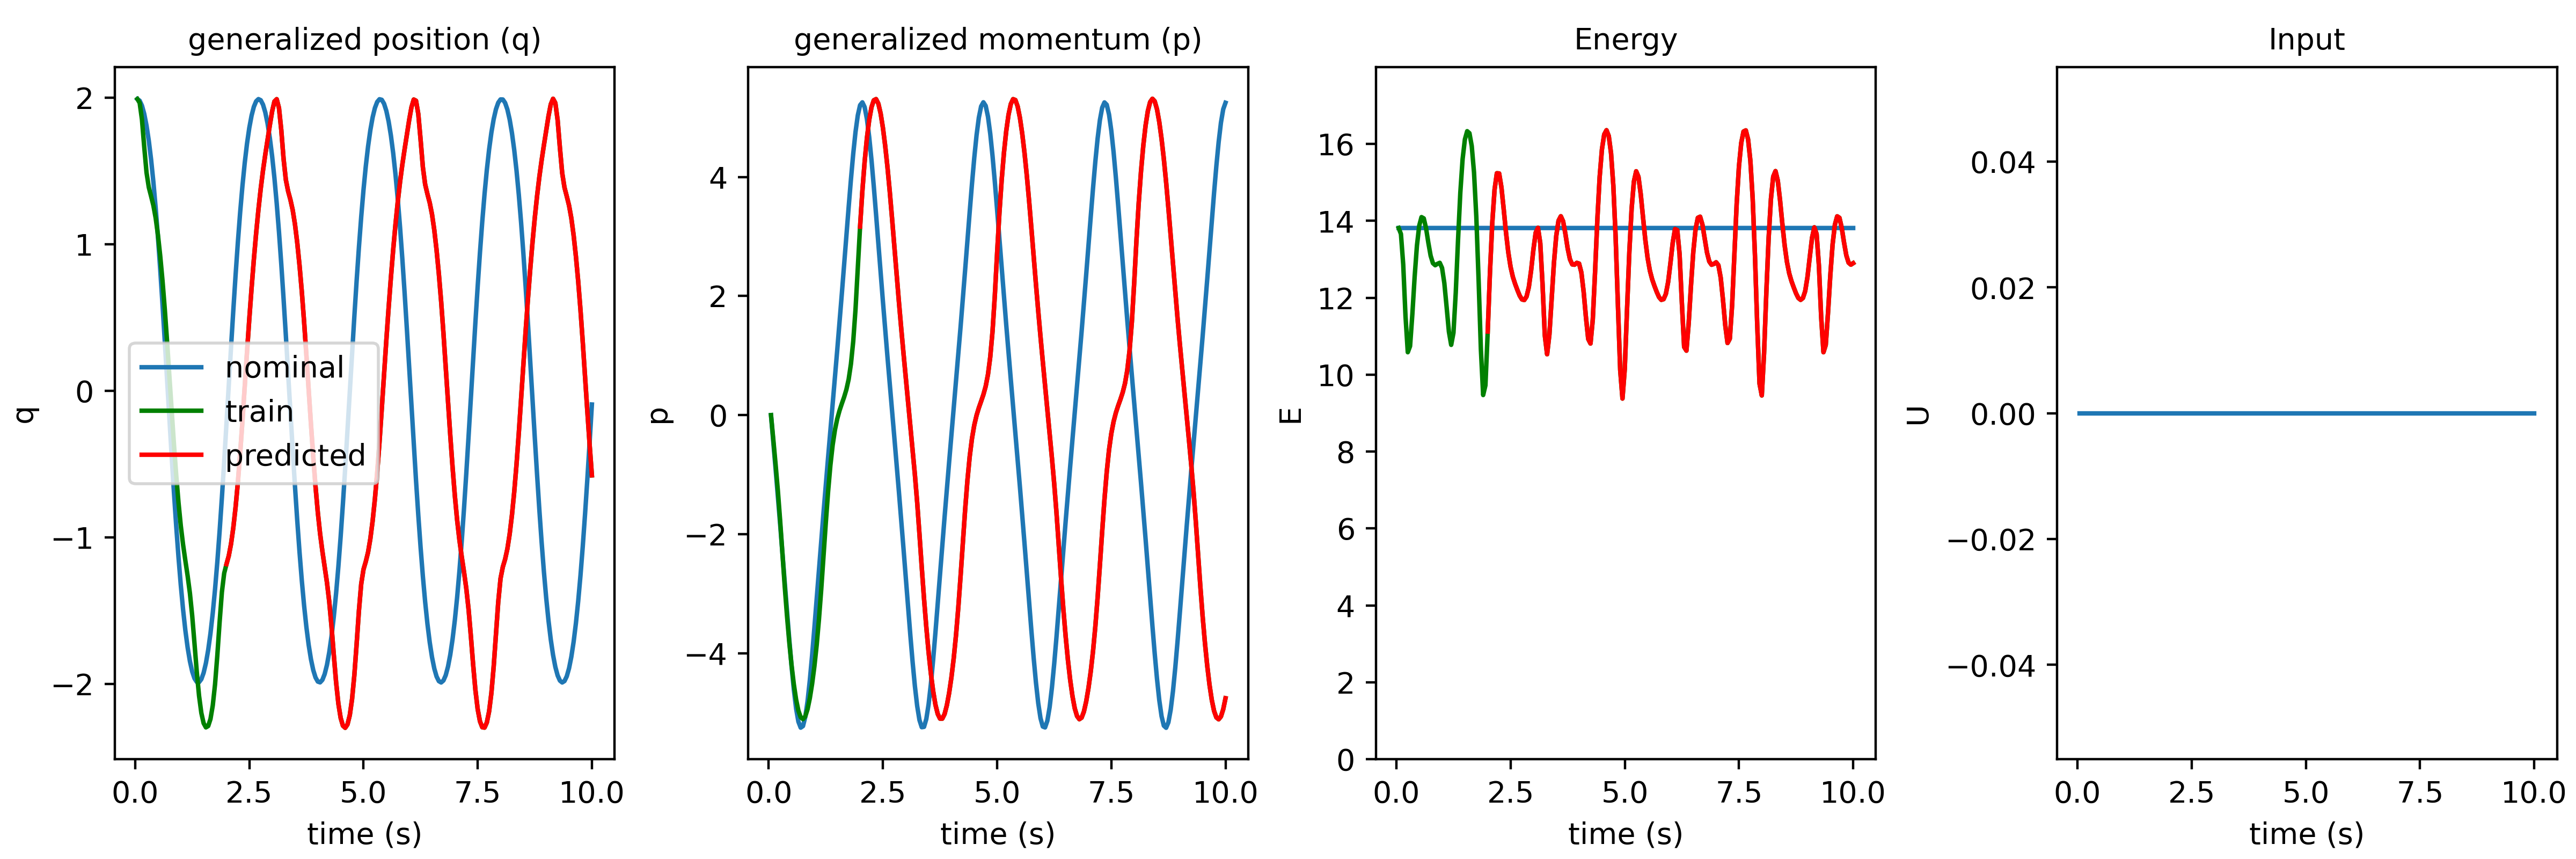 generalized position (q)
2
1
0
−1
−2
q
nominal
train
predicted
0.0 2.5 5.0 7.5 10.0
time (s)
generalized momentum (p)
4
2
0
−2
−4
p
0.0 2.5 5.0 7.5 10.0
time (s)
Energy
16
14
12
10
8
6
4
2
0
E
0.0 2.5 5.0 7.5 10.0
time (s)
Input
0.04
0.02
0.00
−0.02
−0.04
U
0.0 2.5 5.0 7.5 10.0
time (s)